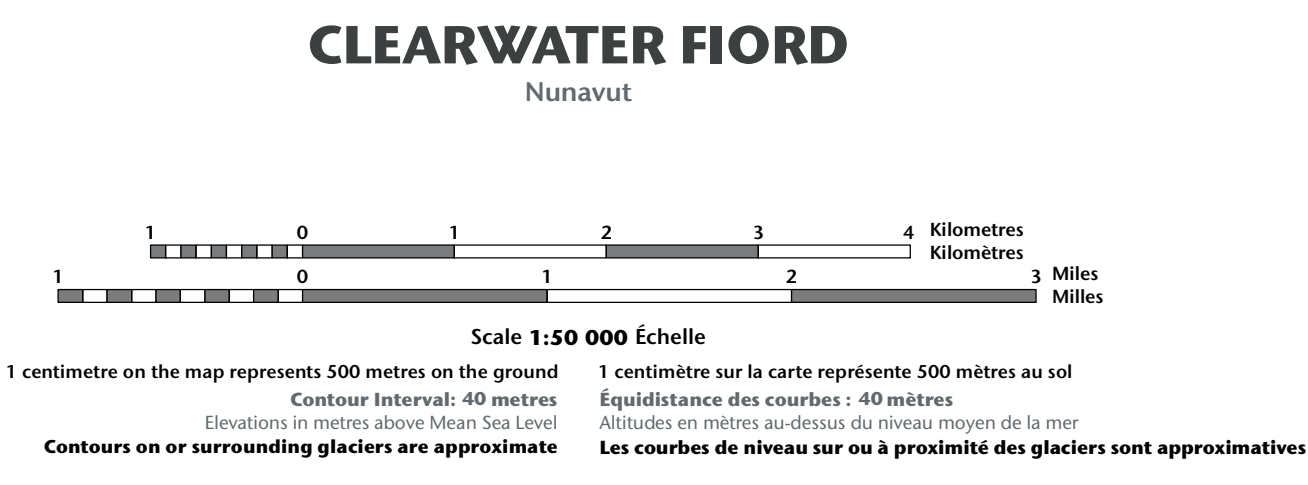 CLEARWATER FIORD
Nunavut
1 0 1 2 3 4 Kilometres
Kilomètres
1 0 1 2 3 Miles
Milles
Scale 1:50 000 Échelle
1 centimetre on the map represents 500 metres on the ground
Contour Interval: 40 metres
Elevations in metres above Mean Sea Level
Contours on or surrounding glaciers are approximate
1 centimètre sur la carte représente 500 mètres au sol
Équidistance des courbes : 40 mètres
Altitudes en mètres au-dessus du niveau moyen de la mer
Les courbes de niveau sur ou à proximité des glaciers sont approximatives